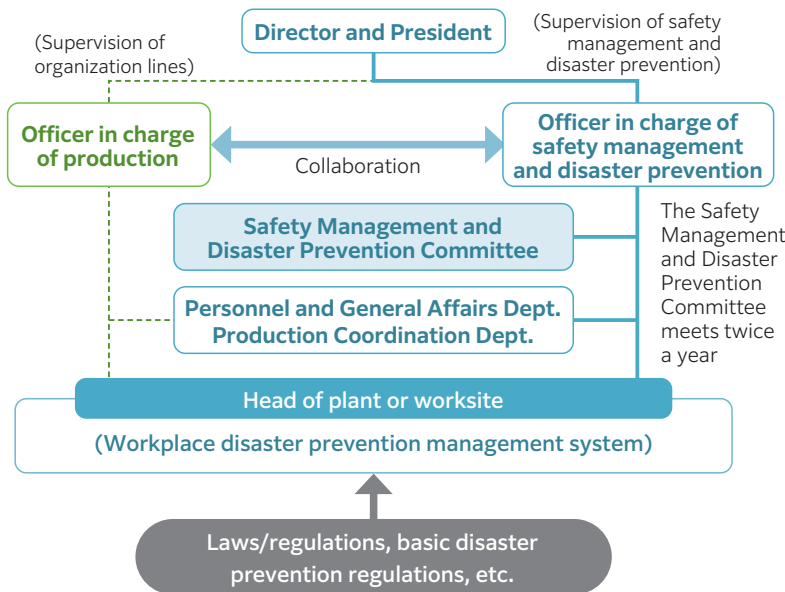 Director and President
(Supervision of
organization lines)
(Supervision of safety
management and
disaster prevention)
Officer in charge
of production
Collaboration
Officer in charge of
safety management
and disaster prevention
Safety Management and
Disaster Prevention Committee
The Safety
Management
and Disaster
Prevention
Committee
meets twice
a year
Personnel and General Affairs Dept.
Production Coordination Dept.
Head of plant or worksite
(Workplace disaster prevention management system)
Laws/regulations, basic disaster
prevention regulations, etc.